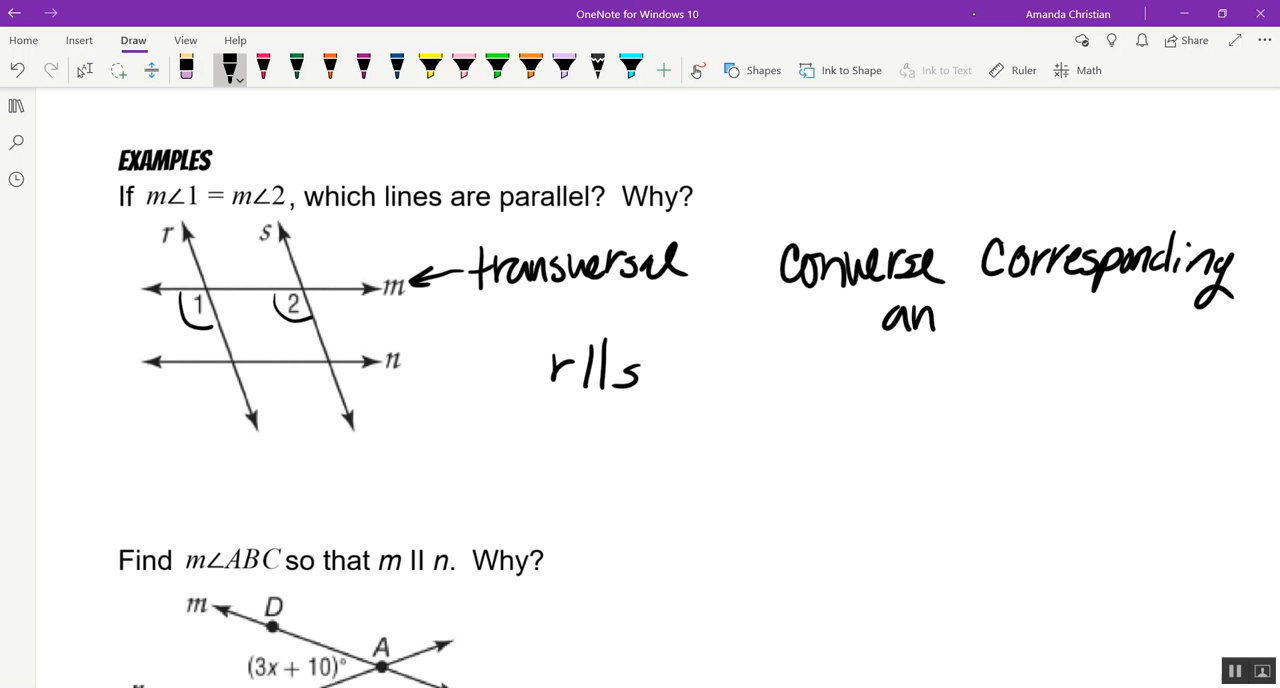 OneNote for Windows 10
Amanda Christian
Home Insert Draw View Help
Share
Shapes Ink to Shape Ink to Text Ruler Math
EXAMPLES
If m∠1 = m∠2, which lines are parallel? Why?
r s
transversal
converse corresponding
an
m
1 2
r||s
n
Find m∠ABC so that m ll n. Why?
m D
A
(3x + 10)°